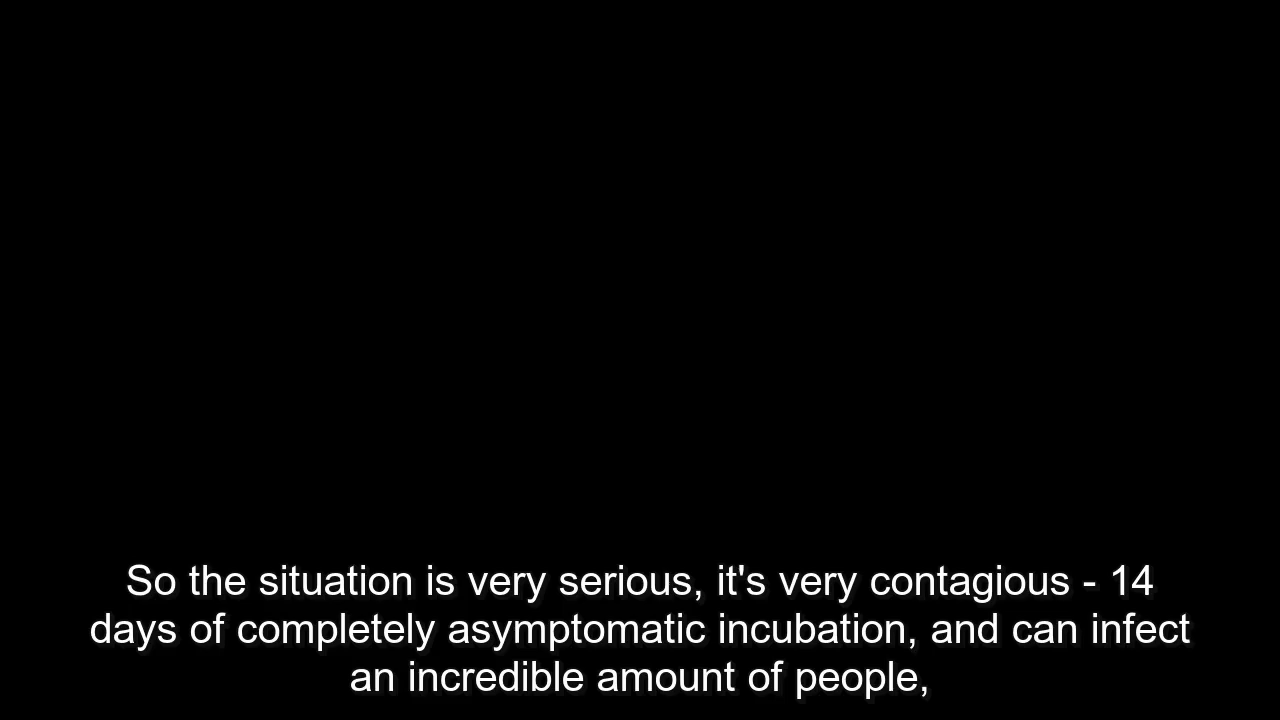 So the situation is very serious, it's very contagious - 14
days of completely asymptomatic incubation, and can infect
an incredible amount of people,